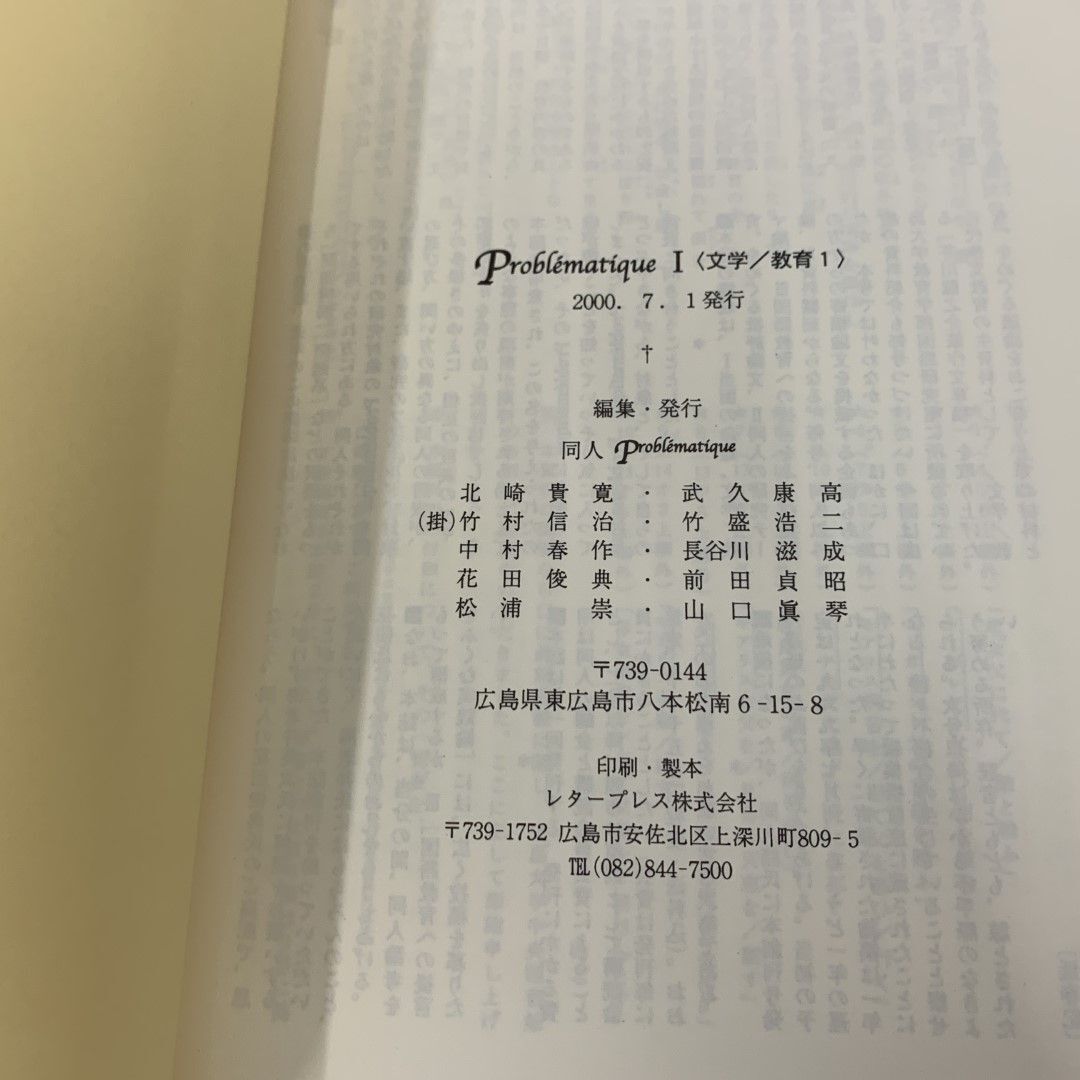 Problématique I〈文学／教育１〉
2000．７．１発行
†
編集・発行
同人 Problématique
北崎貴寛・武久康高
(掛)竹村信治・竹盛浩二
中村春作・長谷川滋成
花田俊典・前田貞昭
松浦崇・山口眞琴
〒739-0144
広島県東広島市八本松南６-15-８
印刷・製本
レタープレス株式会社
〒739-1752 広島市安佐北区上深川町809-５
℡(082)844-7500